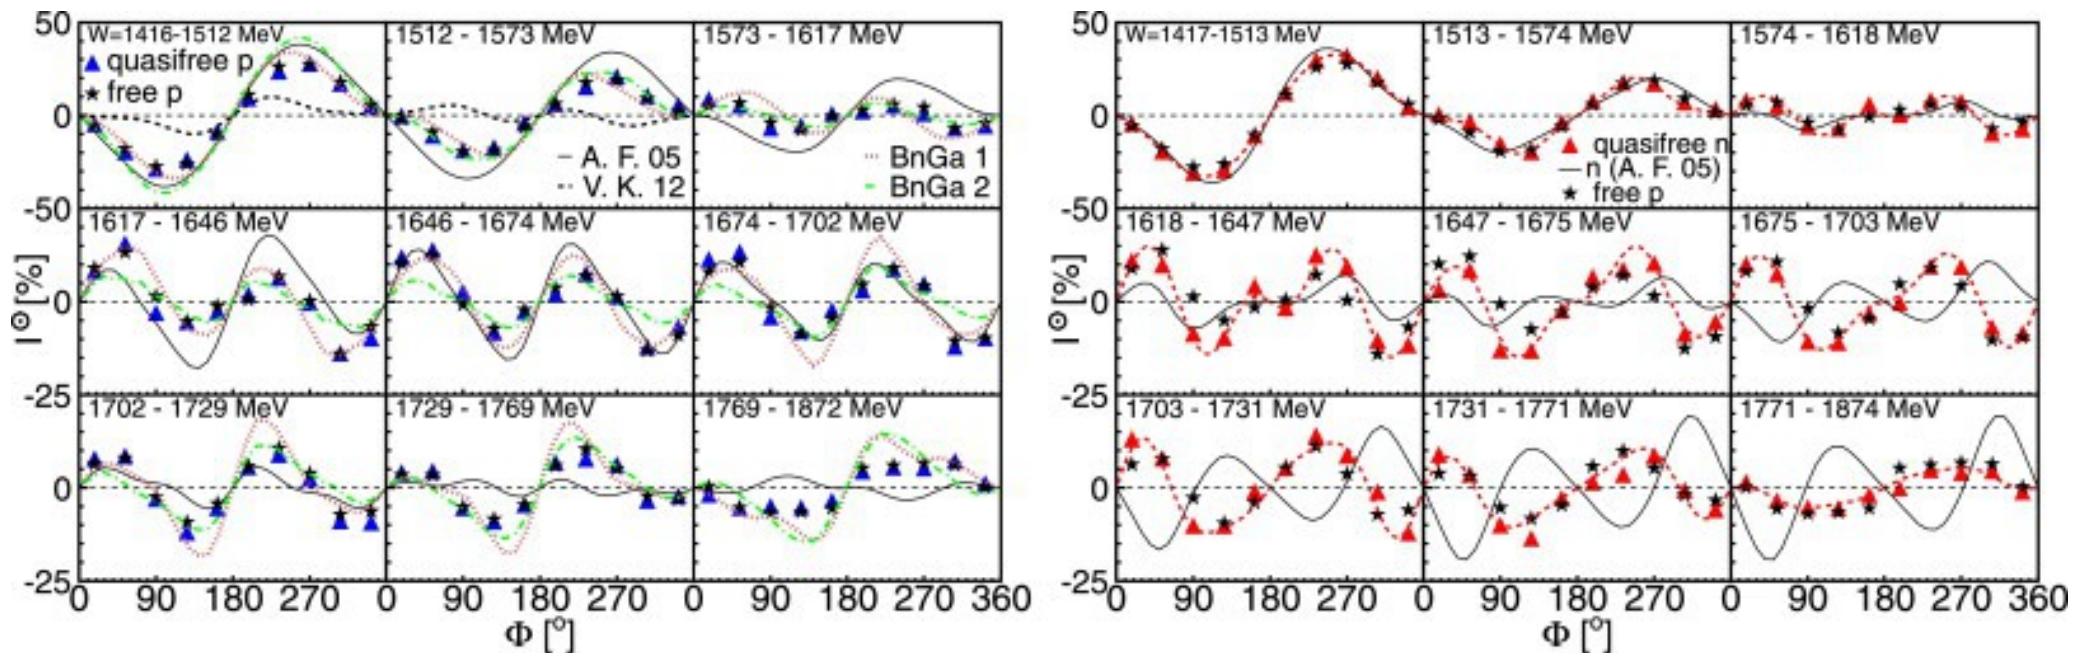 50
W=1416-1512 MeV
1512 - 1573 MeV
1573 - 1617 MeV
quasifree p
free p
0
A. F. 05
V. K. 12
BnGa 1
BnGa 2
-50
1617 - 1646 MeV
1646 - 1674 MeV
1674 - 1702 MeV
I⊙ [%]
0
-25
1702 - 1729 MeV
1729 - 1769 MeV
1769 - 1872 MeV
0
-25
0 90 180 270 0 90 180 270 0 90 180 270 360
Φ [°]
50
W=1417-1513 MeV
1513 - 1574 MeV
1574 - 1618 MeV
0
quasifree n
n (A. F. 05)
free p
-50
1618 - 1647 MeV
1647 - 1675 MeV
1675 - 1703 MeV
I⊙ [%]
0
-25
1703 - 1731 MeV
1731 - 1771 MeV
1771 - 1874 MeV
0
-25
0 90 180 270 0 90 180 270 0 90 180 270 360
Φ [°]